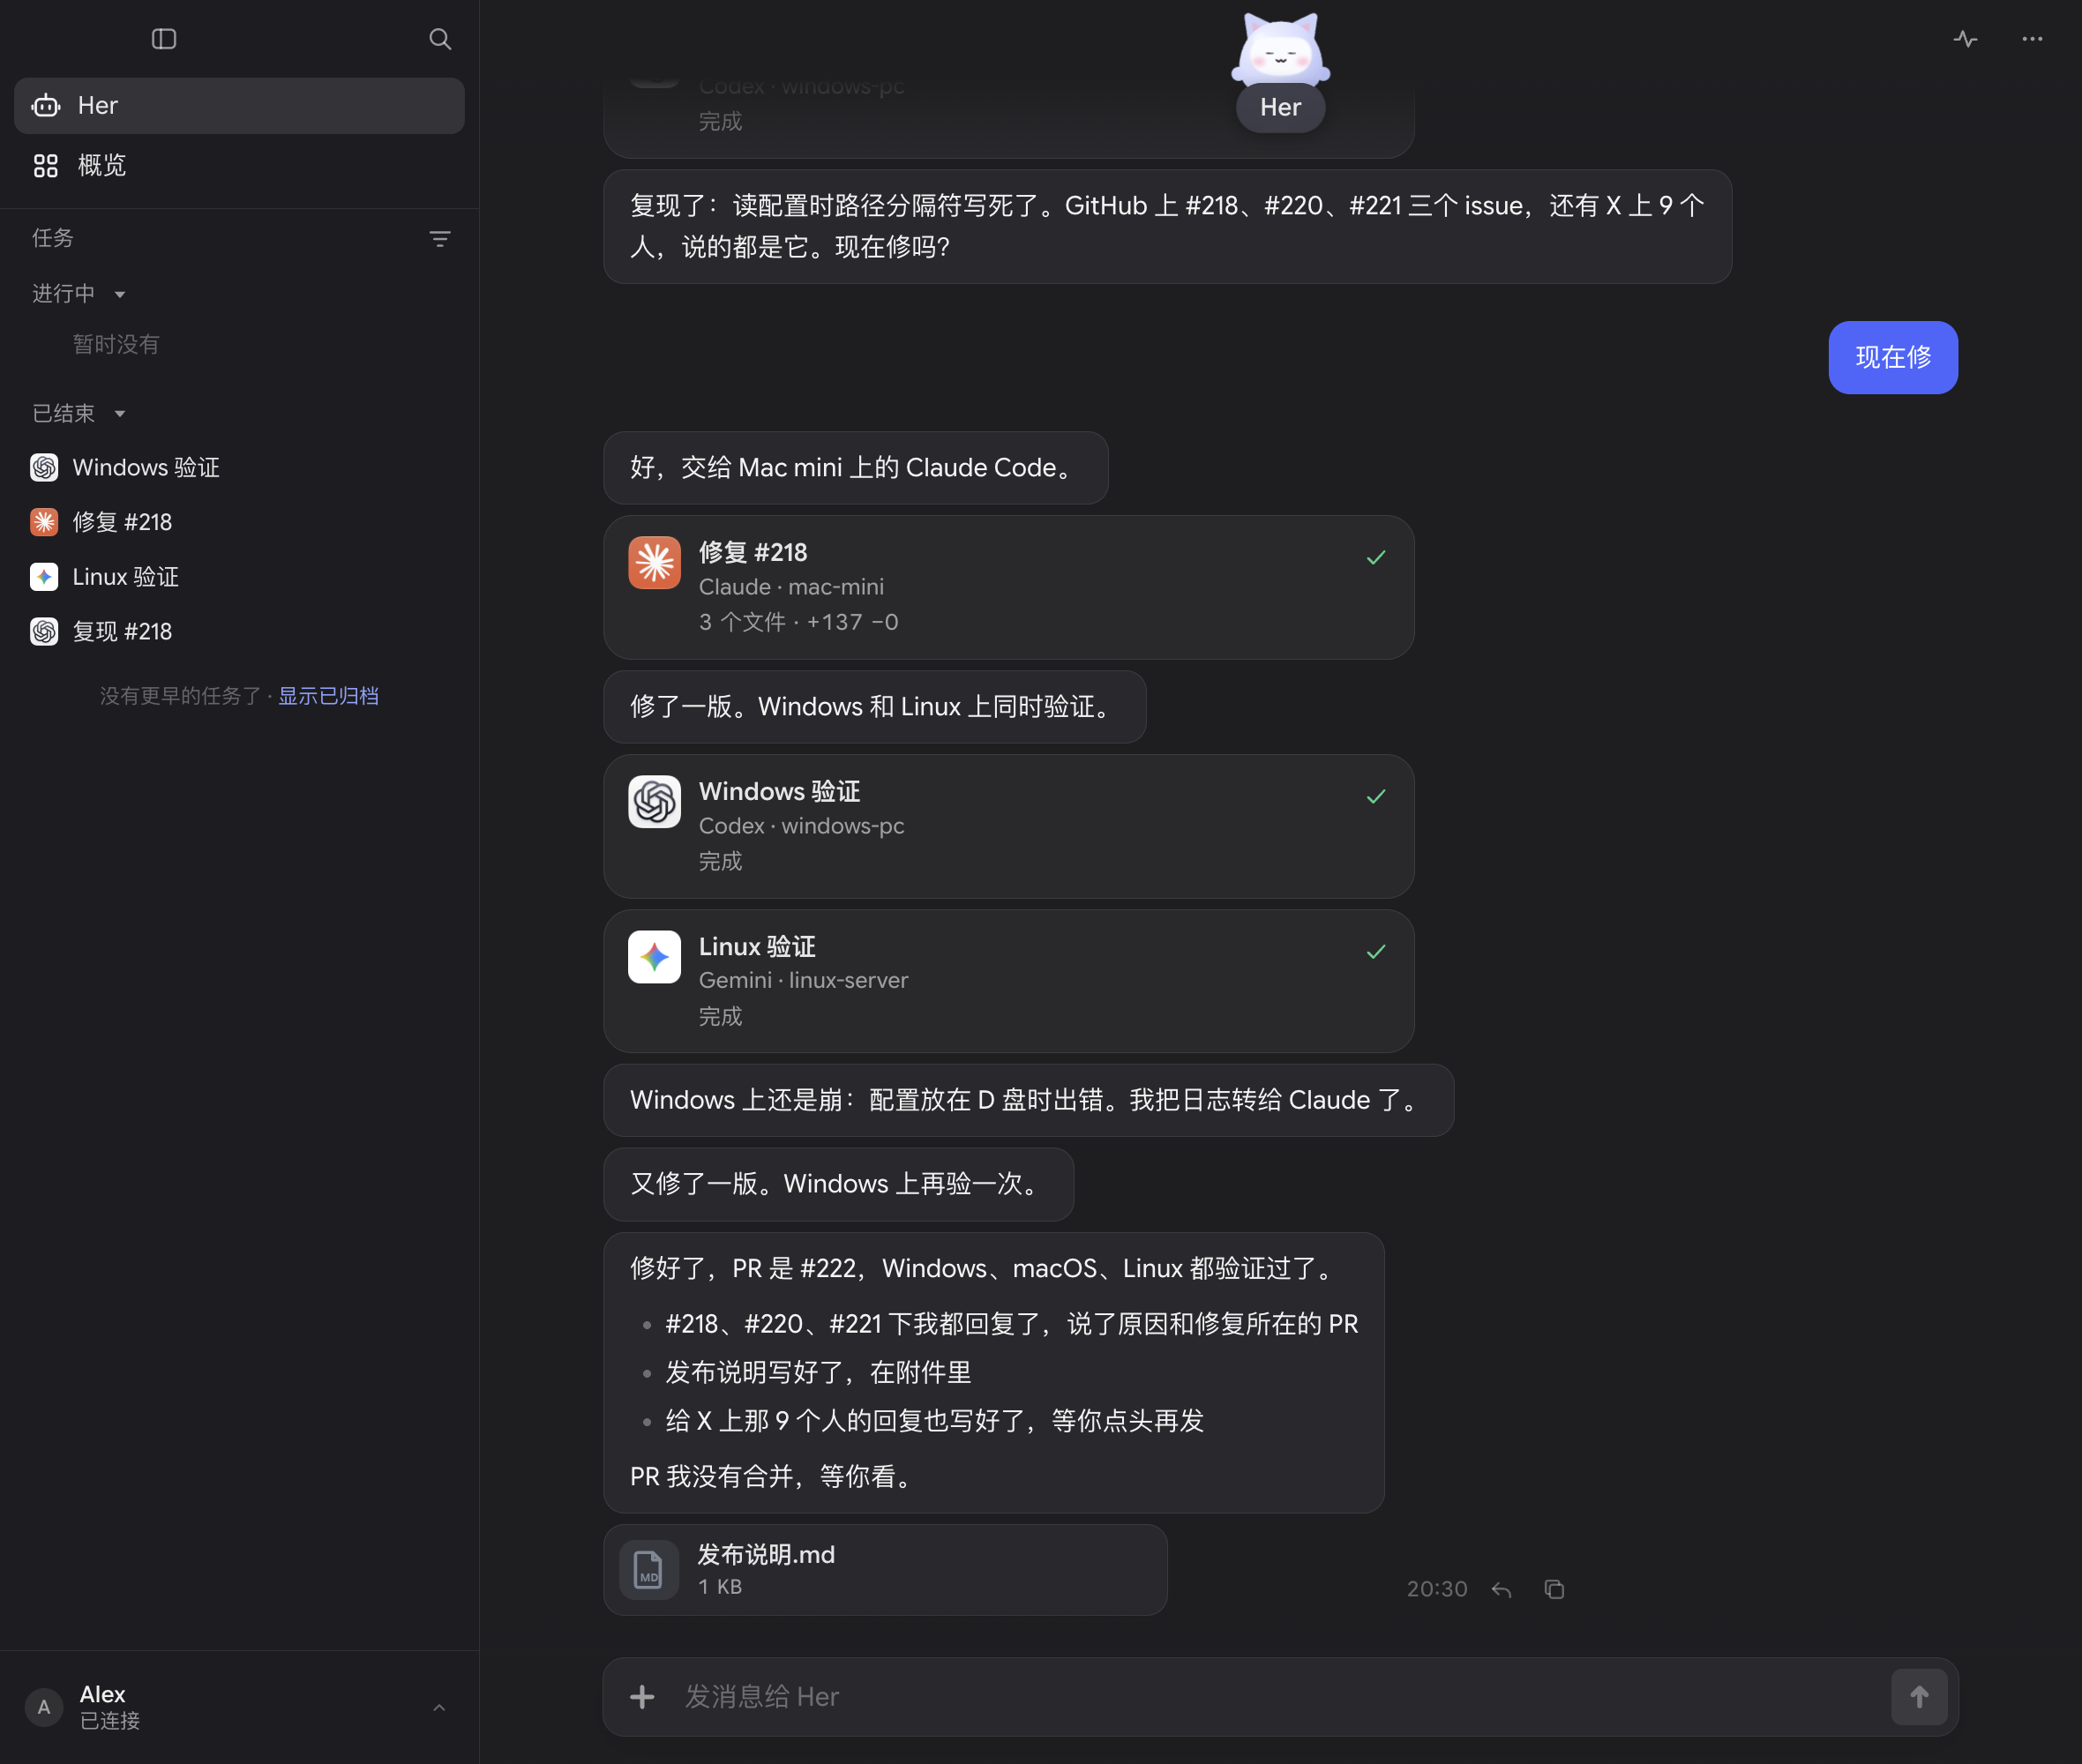 Her
概览
任务
进行中
暂时没有
已结束
Windows 验证
修复 #218
Linux 验证
复现 #218
没有更早的任务了 · 显示已归档
Alex
已连接
A
Her
Codex · windows-pc
完成
复现了：读配置时路径分隔符写死了。GitHub 上 #218、#220、#221 三个 issue，还有 X 上 9 个
人，说的都是它。现在修吗？
现在修
好，交给 Mac mini 上的 Claude Code。
修复 #218
Claude · mac-mini
3 个文件 · +137 −0
修了一版。Windows 和 Linux 上同时验证。
Windows 验证
Codex · windows-pc
完成
Linux 验证
Gemini · linux-server
完成
Windows 上还是崩：配置放在 D 盘时出错。我把日志转给 Claude 了。
又修了一版。Windows 上再验一次。
修好了，PR 是 #222，Windows、macOS、Linux 都验证过了。
#218、#220、#221 下我都回复了，说了原因和修复所在的 PR
发布说明写好了，在附件里
给 X 上那 9 个人的回复也写好了，等你点头再发
PR 我没有合并，等你看。
MD
发布说明.md
1 KB
20:30
发消息给 Her